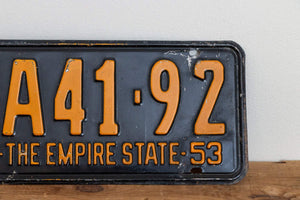 A41·92
-THE EMPIRE STATE·53